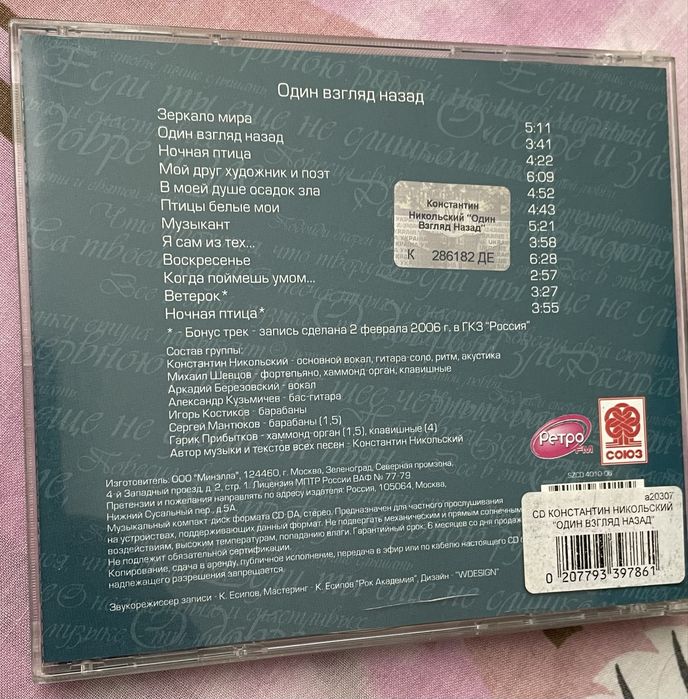 Один взгляд назад
Зеркало мира 5:11
Один взгляд назад 3:41
Ночная птица 4:22
Мой друг художник и поэт 6:09
В моей душе осадок зла 4:52
Птицы белые мои 4:43
Музыкант 5:21
Я сам из тех... 3:58
Воскресенье 6:28
Когда поймешь умом... 2:57
Ветерок* 3:27
Ночная птица* 3:55
* - Бонус трек - запись сделана 2 феврала 2006 г. в ГКЗ "Россия"
Константин
Никольский "Один
Взгляд Назад"
К 286182 ДЕ
Состав группы:
Константин Никольский - основной вокал, гитара-соло, ритм, акустика
Михаил Шевцов - фортепьяно, хаммонд-орган, клавишные
Аркадий Березовский - вокал
Александр Кузьмичев - бас-гитара
Игорь Костиков - барабаны
Сергей Мантюков - барабаны (1,5)
Гарик Прибытков - хаммонд-орган (1,5), клавишные (4)
Автор музыки и текстов всех песен - Константин Никольский
Ретро FM
СОЮЗ
SZCD 4010-06
Изготовитель: ООО "Минэлла", 124460, г. Москва, Зеленоград, Северная промзона,
4-й Западный проезд, д. 2, стр. 1. Лицензия МПТР России ВАФ № 77-79
Претензии и пожелания направлять по адресу издателя: Россия, 105064, Москва,
Нижний Сусальный пер., д.5А
Музыкальный компакт диск формата CD-DA, стерео. Предназначен для частного прослушивания
на устройствах, поддерживающих данный формат. Не подвергать механическим и прямым солнечным
воздействиям, высоким температурам, попаданию влаги. Гарантийный срок: 6 месяцев со дня продажи
Не подлежит обязательной сертификации.
Копирование, сдача в аренду, публичное исполнение, передача в эфир или по кабелю настоящего CD
надлежащего разрешения запрещается.
Звукорежиссер записи - К. Есипов, Мастеринг - К. Есипов "Рок Академия", Дизайн - "WDESIGN"
a20307
CD КОНСТАНТИН НИКОЛЬСКИЙ
"ОДИН ВЗГЛЯД НАЗАД"
0 207793 397861